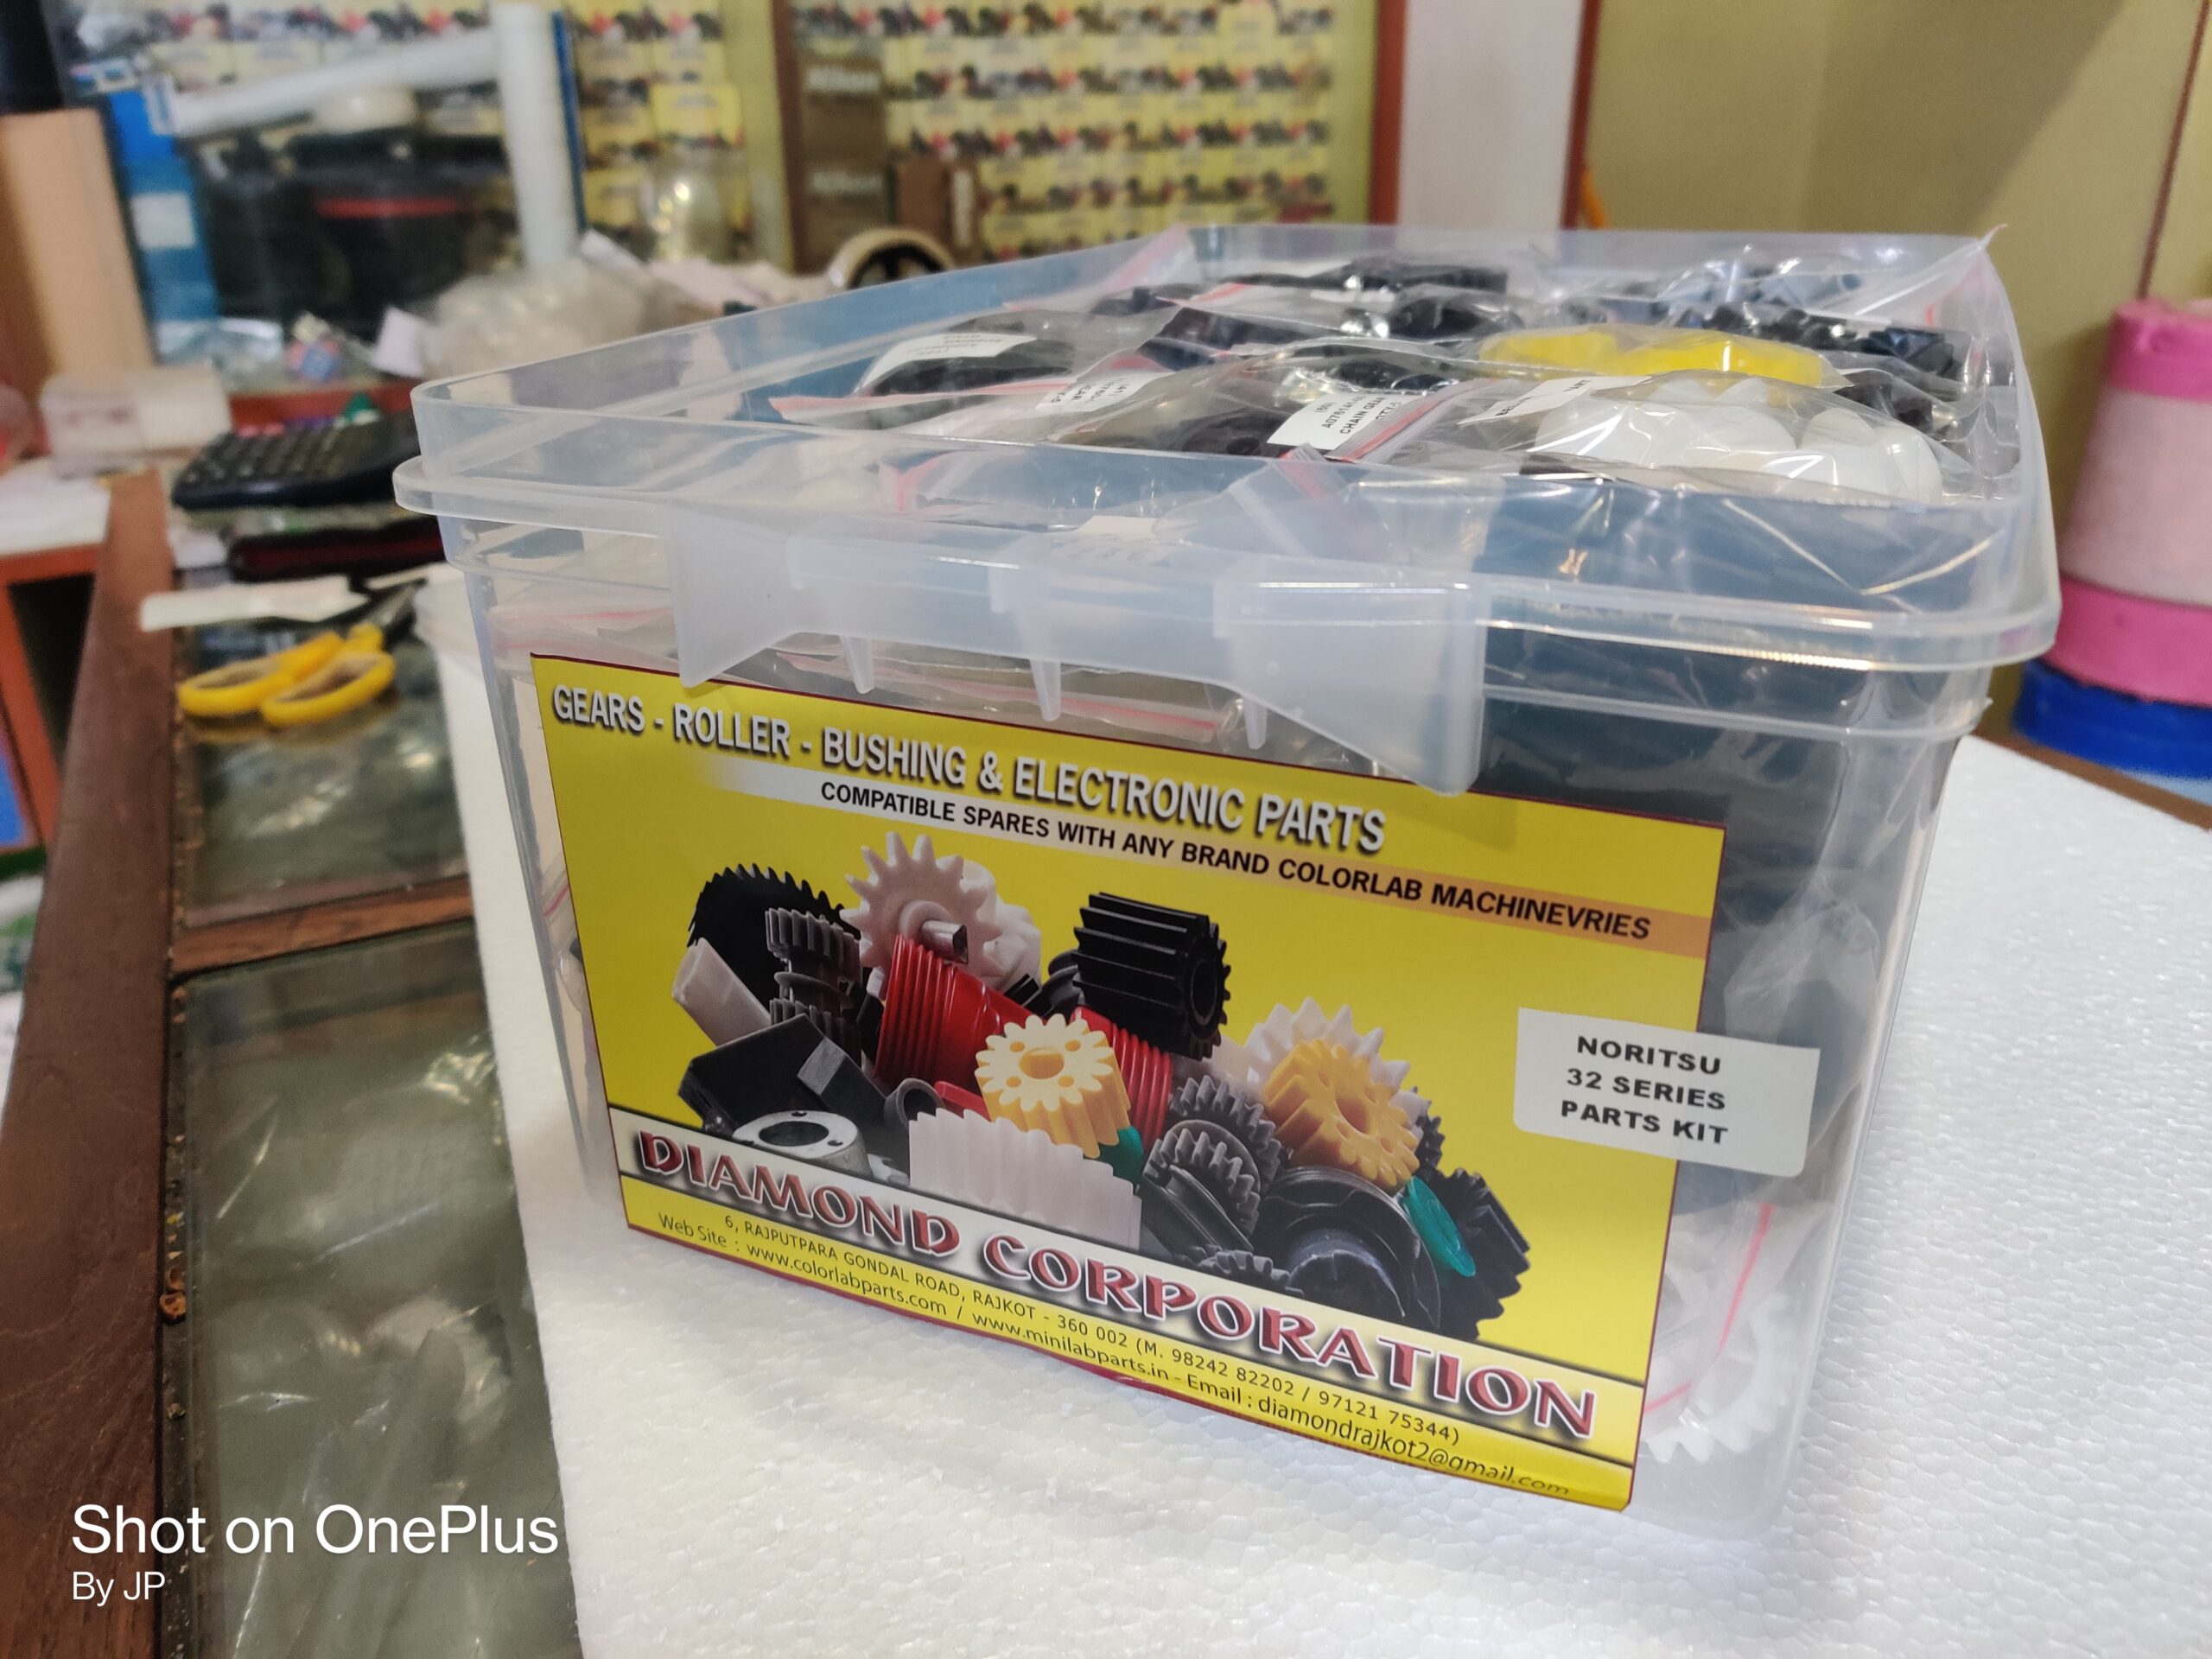 CHAIN GEAR
GEARS - ROLLER - BUSHING & ELECTRONIC PARTS
COMPATIBLE SPARES WITH ANY BRAND COLORLAB MACHINEVRIES
NORITSU
32 SERIES
PARTS KIT
DIAMOND CORPORATION
6, RAJPUTPARA GONDAL ROAD, RAJKOT - 360 002 (M. 98242 82202 / 97121 75344)
Web Site : www.colorlabparts.com / www.minilabparts.in - Email : diamondrajkot2@gmail.com
Shot on OnePlus
By JP